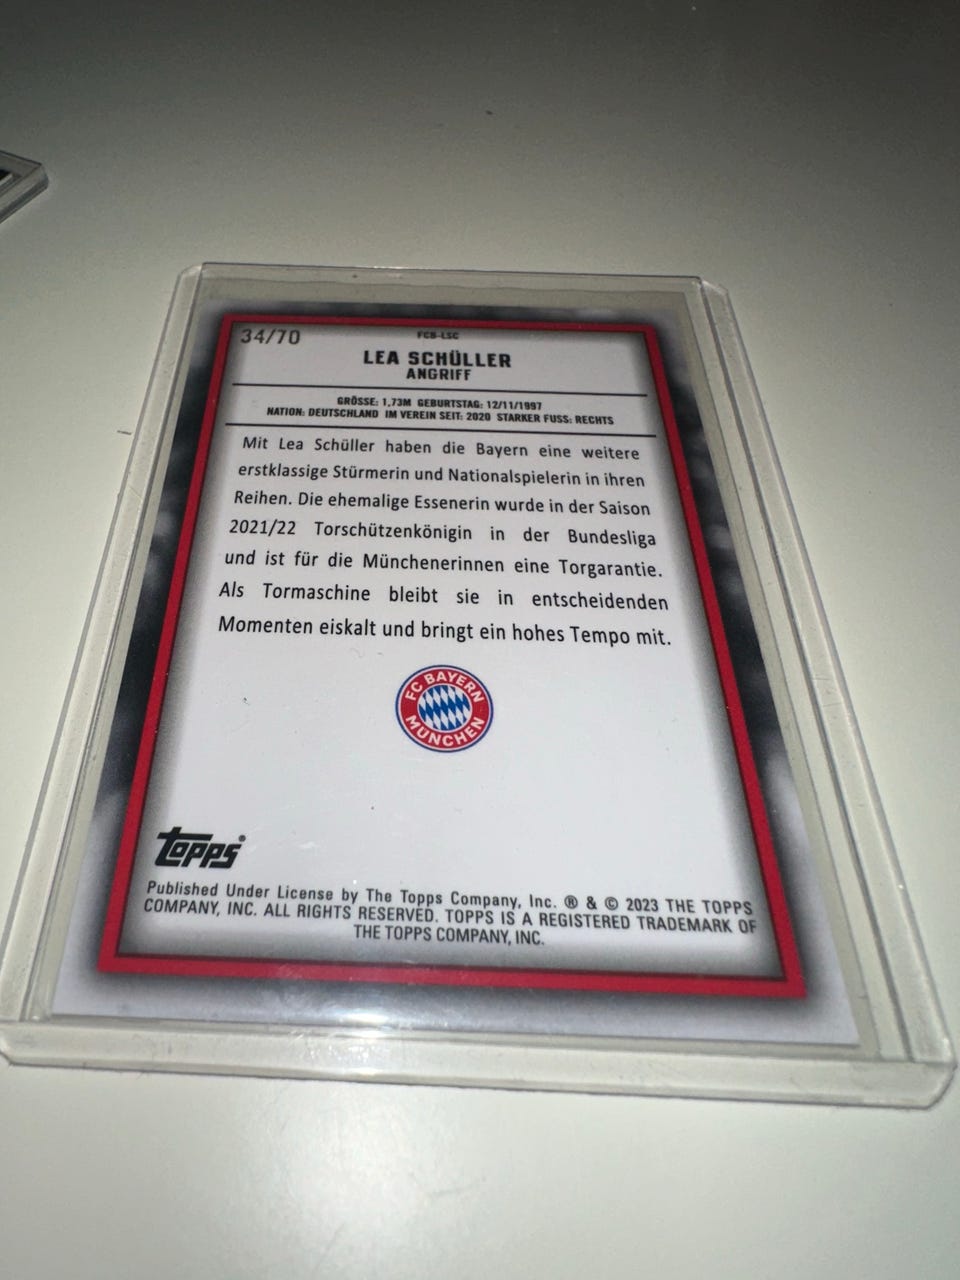 34/70
FCB-LSC
LEA SCHÜLLER
ANGRIFF
GRÖSSE: 1,73M GEBURTSTAG: 12/11/1997
NATION: DEUTSCHLAND IM VEREIN SEIT: 2020 STARKER FUSS: RECHTS
Mit Lea Schüller haben die Bayern eine weitere
erstklassige Stürmerin und Nationalspielerin in ihren
Reihen. Die ehemalige Essenerin wurde in der Saison
2021/22 Torschützenkönigin in der Bundesliga
und ist für die Münchenerinnen eine Torgarantie.
Als Tormaschine bleibt sie in entscheidenden
Momenten eiskalt und bringt ein hohes Tempo mit.
FC BAYERN
MÜNCHEN
Topps®
Published Under License by The Topps Company, Inc. ® & © 2023 THE TOPPS
COMPANY, INC. ALL RIGHTS RESERVED. TOPPS IS A REGISTERED TRADEMARK OF
THE TOPPS COMPANY, INC.